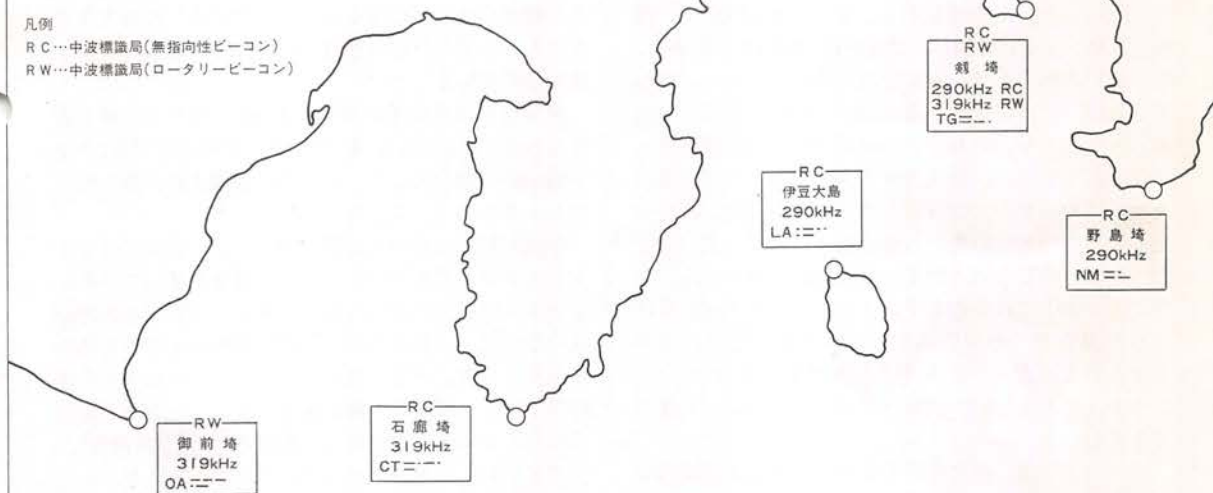 凡例
RC…中波標識局(無指向性ビーコン)
RW…中波標識局(ロータリービーコン)
RC
RW
剱埼
290kHz RC
319kHz RW
TG
RC
伊豆大島
290kHz
LA
RC
野島埼
290kHz
NM
RW
御前埼
319kHz
OA
RC
石廊埼
319kHz
CT